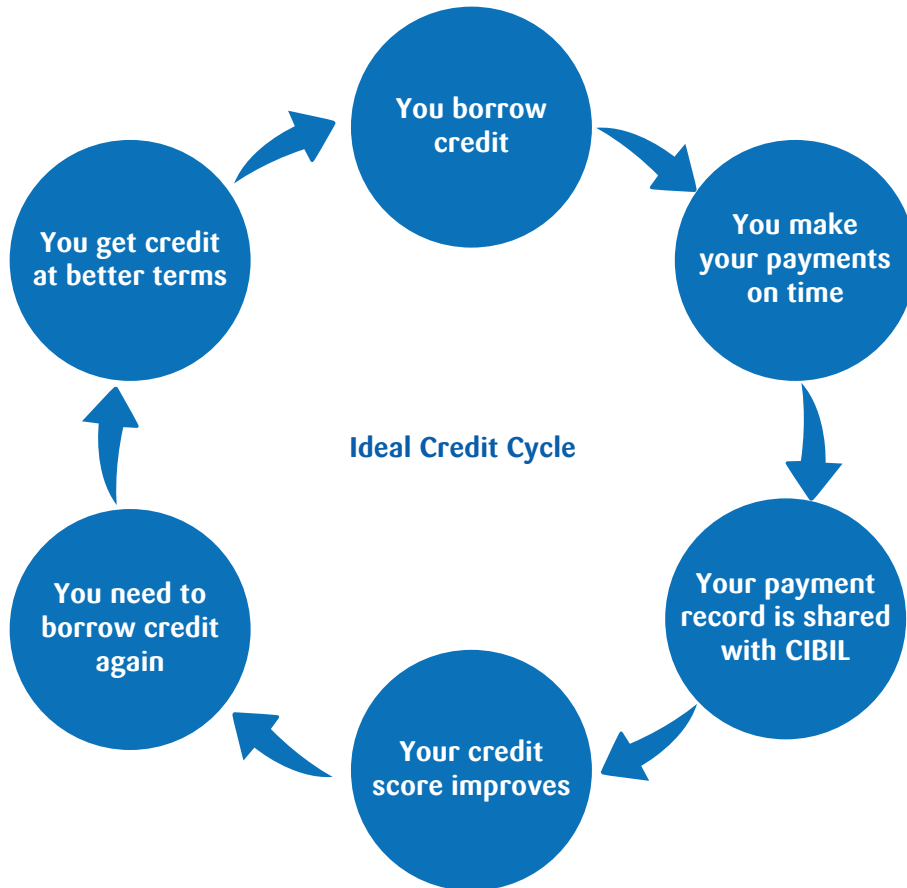 You borrow
credit
You make
your payments
on time
Your payment
record is shared
with CIBIL
Your credit
score improves
You need to
borrow credit
again
You get credit
at better terms
Ideal Credit Cycle